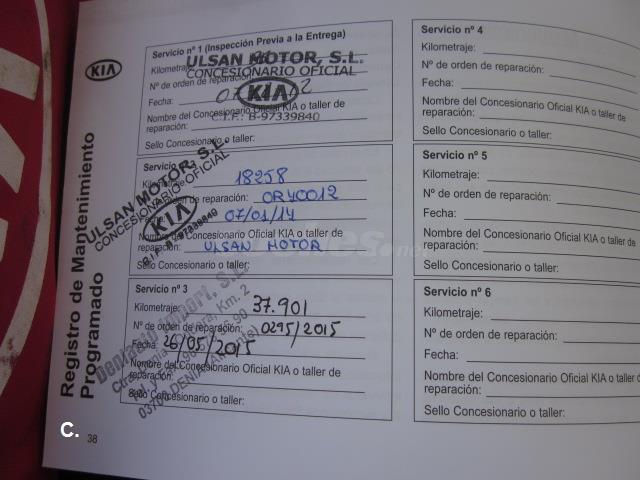 Registro de Mantenimiento
Programado
KIA
Servicio nº 1 (Inspección Previa a la Entrega)
ULSAN MOTOR, S.L.
Kilometraje:
CONCESIONARIO OFICIAL
Nº de orden de reparación:
KIA
Fecha:
Nombre del Concesionario Oficial KIA o taller de
reparación:
C.I.F.: B-97339840
Sello Concesionario o taller:
ULSAN MOTOR, S.L.
CONCESIONARIO OFICIAL
KIA
C.I.F. B-97339840
Kilometraje: 18258
orden de reparación: ORY0012
Fecha: 07/01/14
Nombre del Concesionario Oficial KIA o taller de
reparación: ULSAN MOTOR
Sello Concesionario o taller:
Servicio nº 3
Kilometraje: 37.901
Nº de orden de reparación: 0295/2015
Fecha: 26/05/2015
Nombre del Concesionario Oficial KIA o taller de
reparación:
Sello Concesionario o taller:
Import, S.L.
Km. 2
Servicio nº 4
Kilometraje:
Nº de orden de reparación:
Fecha:
Nombre del Concesionario Oficial KIA o taller de
reparación:
Sello Concesionario o taller:
Servicio nº 5
Kilometraje:
Nº de orden de reparación:
Fecha:
Nombre del Concesionario Oficial KIA o taller de
reparación:
Sello Concesionario o taller:
Servicio nº 6
Kilometraje:
Nº de orden de reparación:
Fecha:
Nombre del Concesionario Oficial KIA o taller de
reparación:
Sello Concesionario o taller:
C.
38